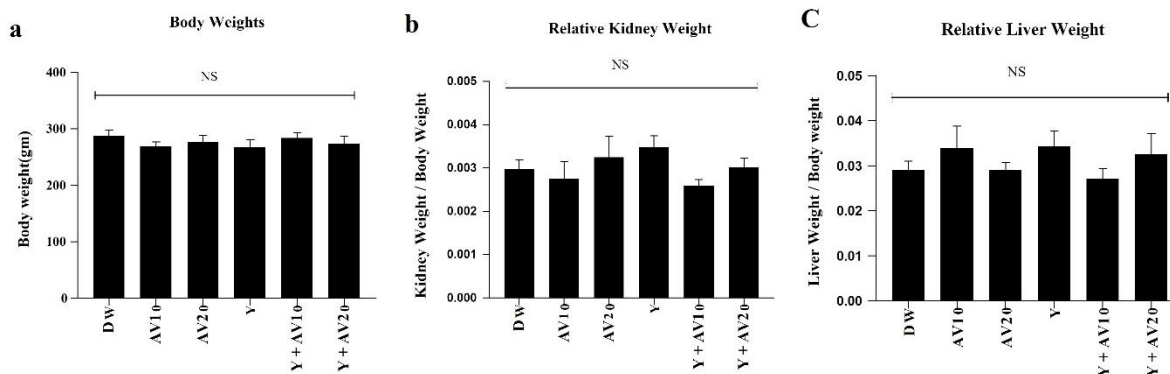 a
Body Weights
NS
Body weight(gm)
400
300
200
100
0
DW
AV10
AV20
Y
Y + AV10
Y + AV20
b
Relative Kidney Weight
NS
Kidney Weight / Body Weight
0.005
0.004
0.003
0.002
0.001
0.000
DW
AV10
AV20
Y
Y + AV10
Y + AV20
C
Relative Liver Weight
NS
Liver Weight / Body weight
0.05
0.04
0.03
0.02
0.01
0.00
DW
AV10
AV20
Y
Y + AV10
Y + AV20